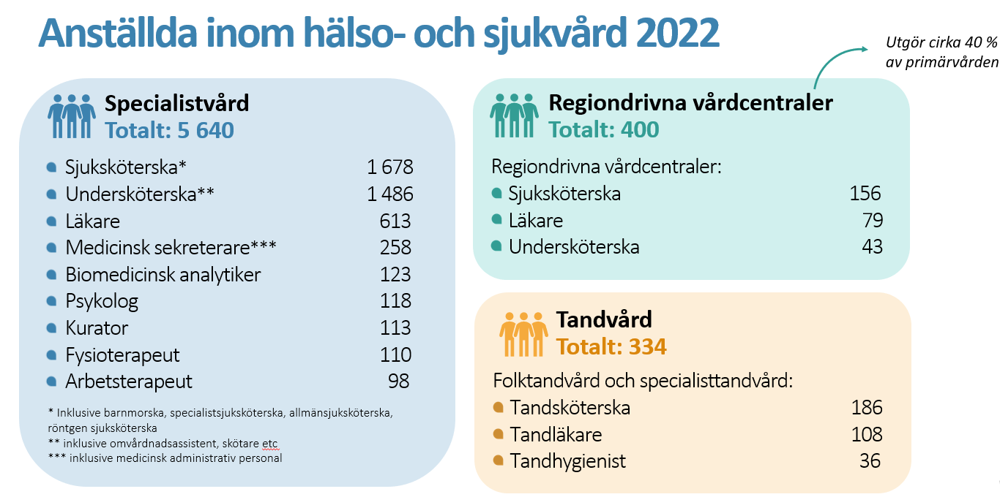 Anställda inom hälso- och sjukvård 2022
Utgör cirka 40 %
av primärvården
Specialistvård
Totalt: 5 640
Sjuksköterska* 1 678
Undersköterska** 1 486
Läkare 613
Medicinsk sekreterare*** 258
Biomedicinsk analytiker 123
Psykolog 118
Kurator 113
Fysioterapeut 110
Arbetsterapeut 98
* Inklusive barnmorska, specialistsjuksköterska, allmänsjuksköterska,
röntgen sjuksköterska
** inklusive omvårdnadsassistent, skötare etc
*** inklusive medicinsk administrativ personal
Regiondrivna vårdcentraler
Totalt: 400
Regiondrivna vårdcentraler:
Sjuksköterska 156
Läkare 79
Undersköterska 43
Tandvård
Totalt: 334
Folktandvård och specialisttandvård:
Tandsköterska 186
Tandläkare 108
Tandhygienist 36